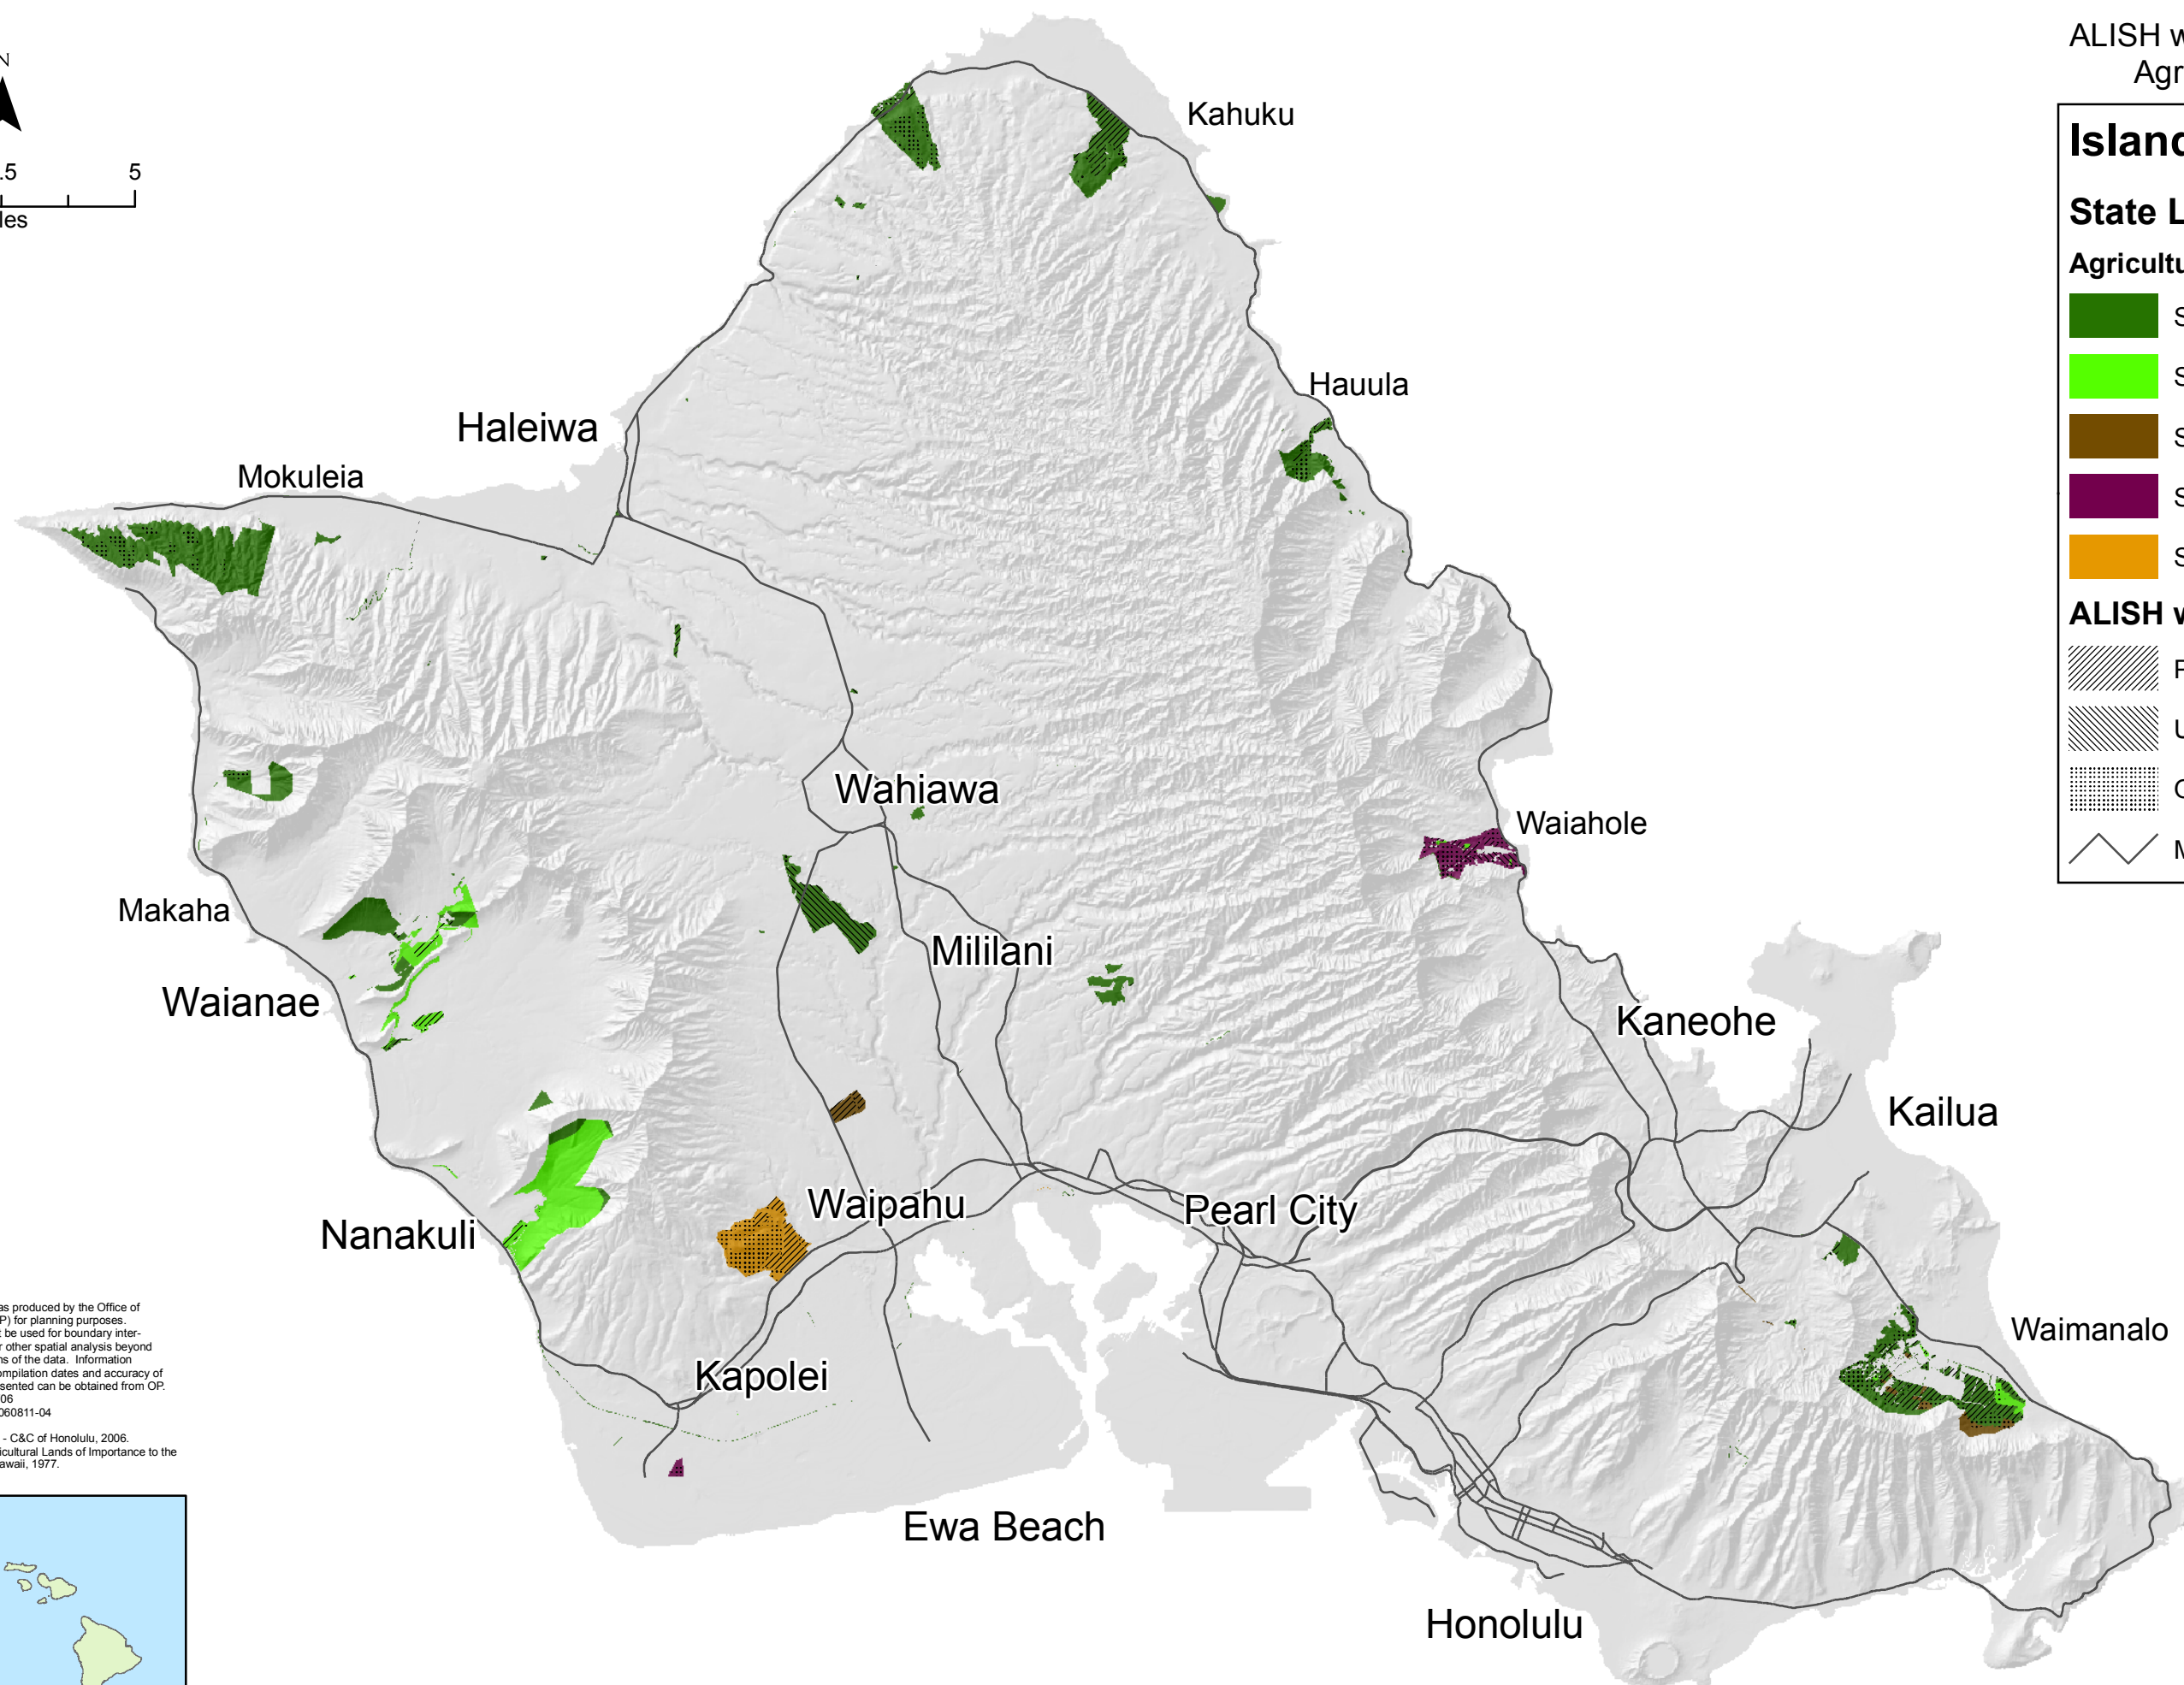 N
ALISH
Agr
.5
5
les
State L
ALISH
Kahuku
Hauula
Haleiwa
Mokuleia
Wahiawa
Waiahole
Makaha
Mililani
Waianae
Kaneohe
Kailua
Waipahu
Pearl City
Nanakuli
Waimanalo
Kapolei
Ewa Beach
Honolulu
as produced by the Office of
P) for planning purposes.
be used for boundary inter-
other spatial analysis beyond
ns of the data. Information
ompilation dates and accuracy of
sented can be obtained from OP.
06
060811-04
- C&C of Honolulu, 2006.
icultural Lands of Importance to the
awaii, 1977.